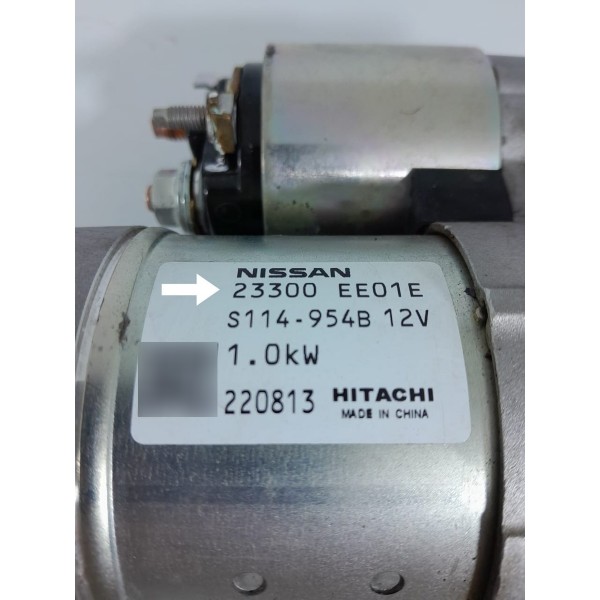 NISSAN
23300 EE01E
S114-954B 12V
1.0kW
220813 HITACHI
MADE IN CHINA